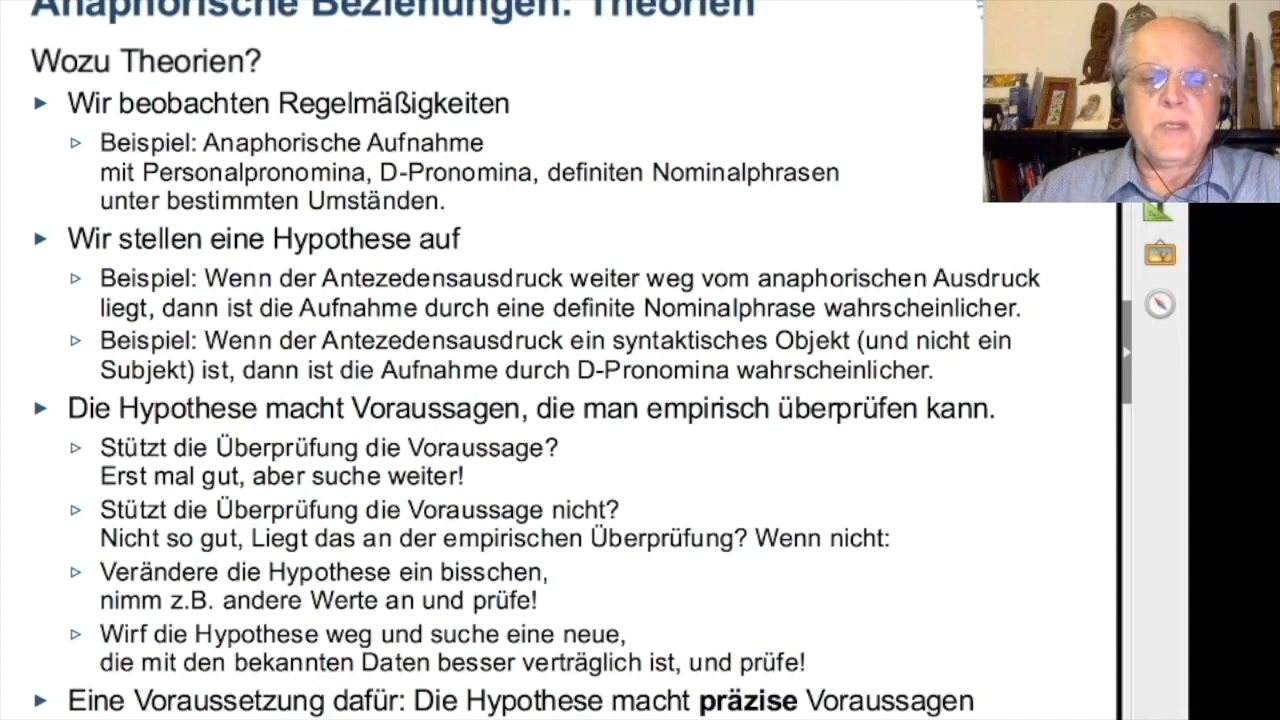 Anaphorische Beziehungen: Theorien
Wozu Theorien?
Wir beobachten Regelmäßigkeiten
Beispiel: Anaphorische Aufnahme
mit Personalpronomina, D-Pronomina, definiten Nominalphrasen
unter bestimmten Umständen.
Wir stellen eine Hypothese auf
Beispiel: Wenn der Antezedensausdruck weiter weg vom anaphorischen Ausdruck
liegt, dann ist die Aufnahme durch eine definite Nominalphrase wahrscheinlicher.
Beispiel: Wenn der Antezedensausdruck ein syntaktisches Objekt (und nicht ein
Subjekt) ist, dann ist die Aufnahme durch D-Pronomina wahrscheinlicher.
Die Hypothese macht Voraussagen, die man empirisch überprüfen kann.
Stützt die Überprüfung die Voraussage?
Erst mal gut, aber suche weiter!
Stützt die Überprüfung die Voraussage nicht?
Nicht so gut, Liegt das an der empirischen Überprüfung? Wenn nicht:
Verändere die Hypothese ein bisschen,
nimm z.B. andere Werte an und prüfe!
Wirf die Hypothese weg und suche eine neue,
die mit den bekannten Daten besser verträglich ist, und prüfe!
Eine Voraussetzung dafür: Die Hypothese macht präzise Voraussagen